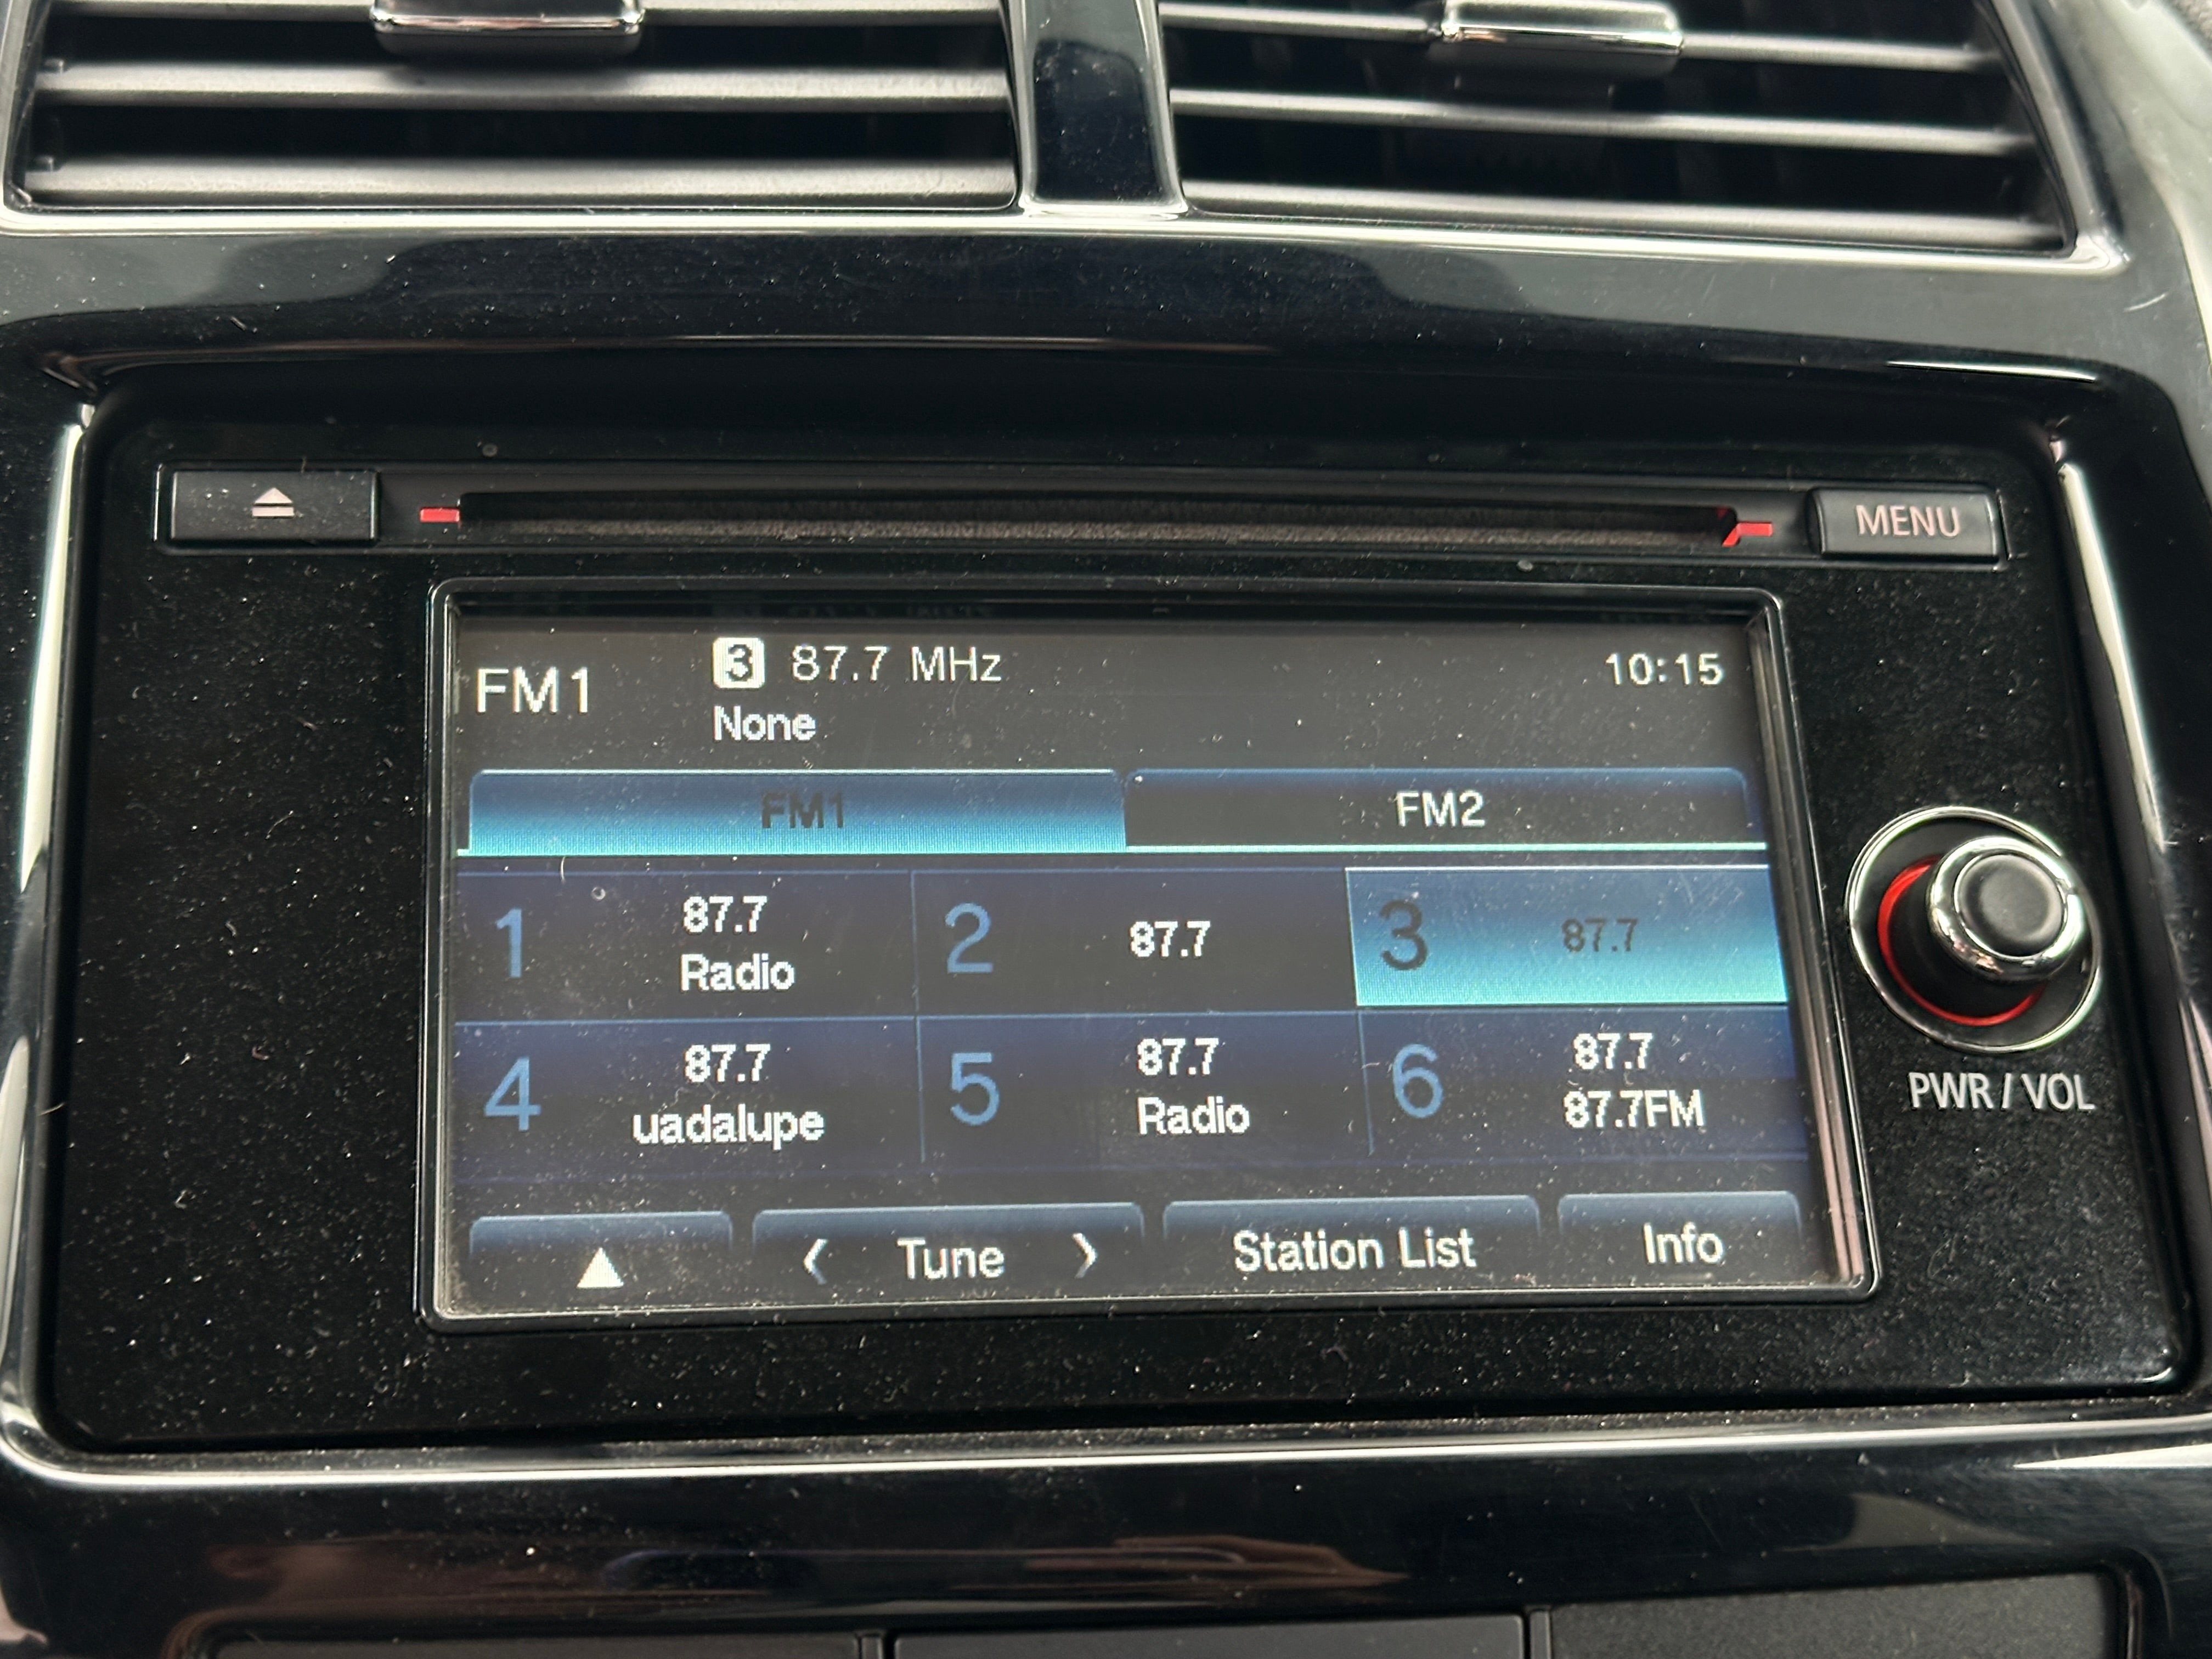 MENU
FM1
3 87.7 MHz
10:15
None
FM1
FM2
1
87.7
Radio
2
87.7
3
87.7
4
87.7
uadalupe
5
87.7
Radio
6
87.7
87.7FM
PWR / VOL
Tune
Station List
Info